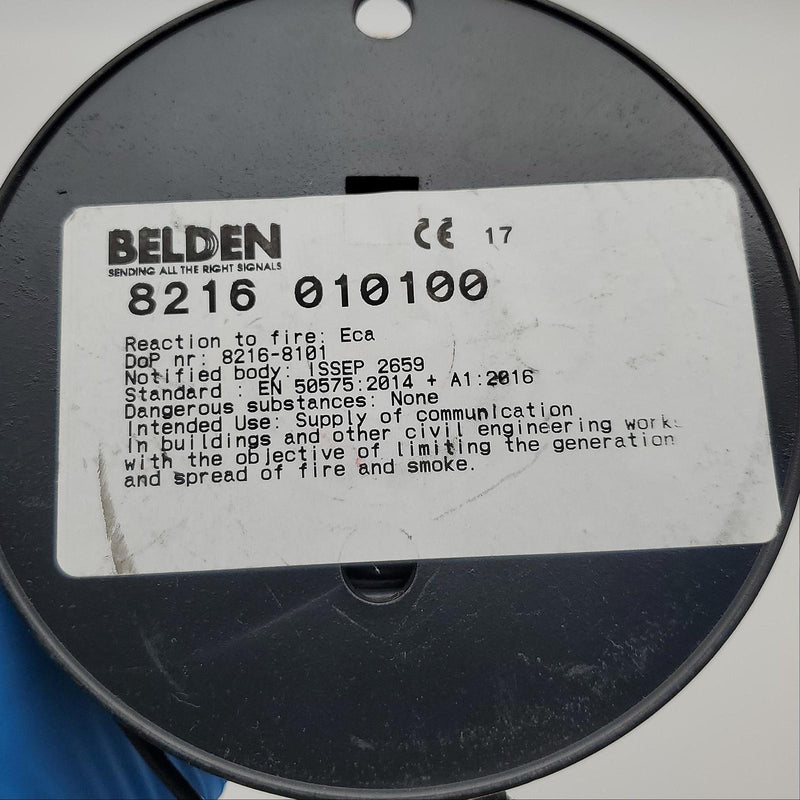 BELDEN
SENDING ALL THE RIGHT SIGNALS
CE 17
8216 010100
Reaction to fire: Eca
DoP nr: 8216-8101
Notified body: ISSEP 2659
Standard : EN 50575:2014 + A1:2016
Dangerous substances: None
Intended Use: Supply of communication
in buildings and other civil engineering works
with the objective of limiting the generation
and spread of fire and smoke.